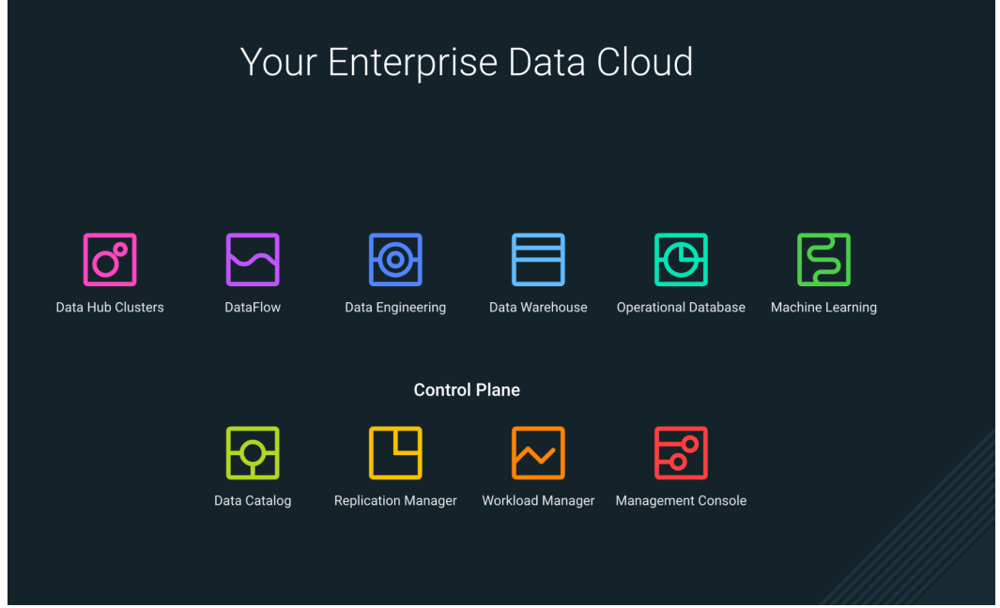 Your Enterprise Data Cloud
Data Hub Clusters
DataFlow
Data Engineering
Data Warehouse
Operational Database
Machine Learning
Control Plane
Data Catalog
Replication Manager
Workload Manager
Management Console